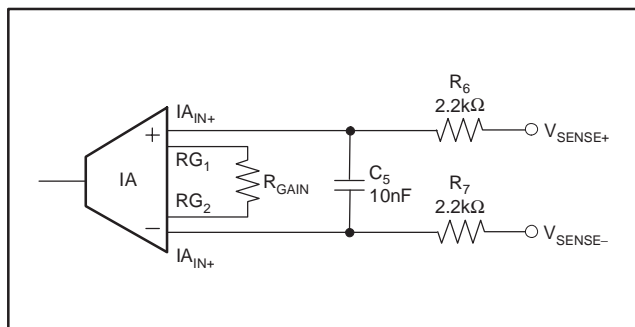 R6
2.2kΩ
IAIN+
VSENSE+
+
RG1
C5
10nF
RGAIN
IA
R7
2.2kΩ
RG2
−
IAIN+
VSENSE–